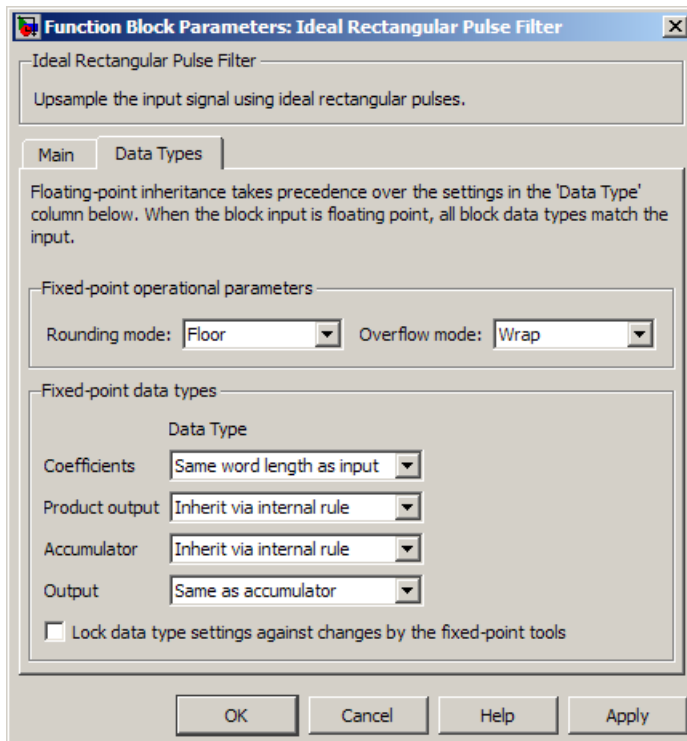 Function Block Parameters: Ideal Rectangular Pulse Filter
Ideal Rectangular Pulse Filter
Upsample the input signal using ideal rectangular pulses.
Main Data Types
Floating-point inheritance takes precedence over the settings in the 'Data Type'
column below. When the block input is floating point, all block data types match the
input.
Fixed-point operational parameters
Rounding mode: Floor Overflow mode: Wrap
Fixed-point data types
Data Type
Coefficients Same word length as input
Product output Inherit via internal rule
Accumulator Inherit via internal rule
Output Same as accumulator
Lock data type settings against changes by the fixed-point tools
OK Cancel Help Apply